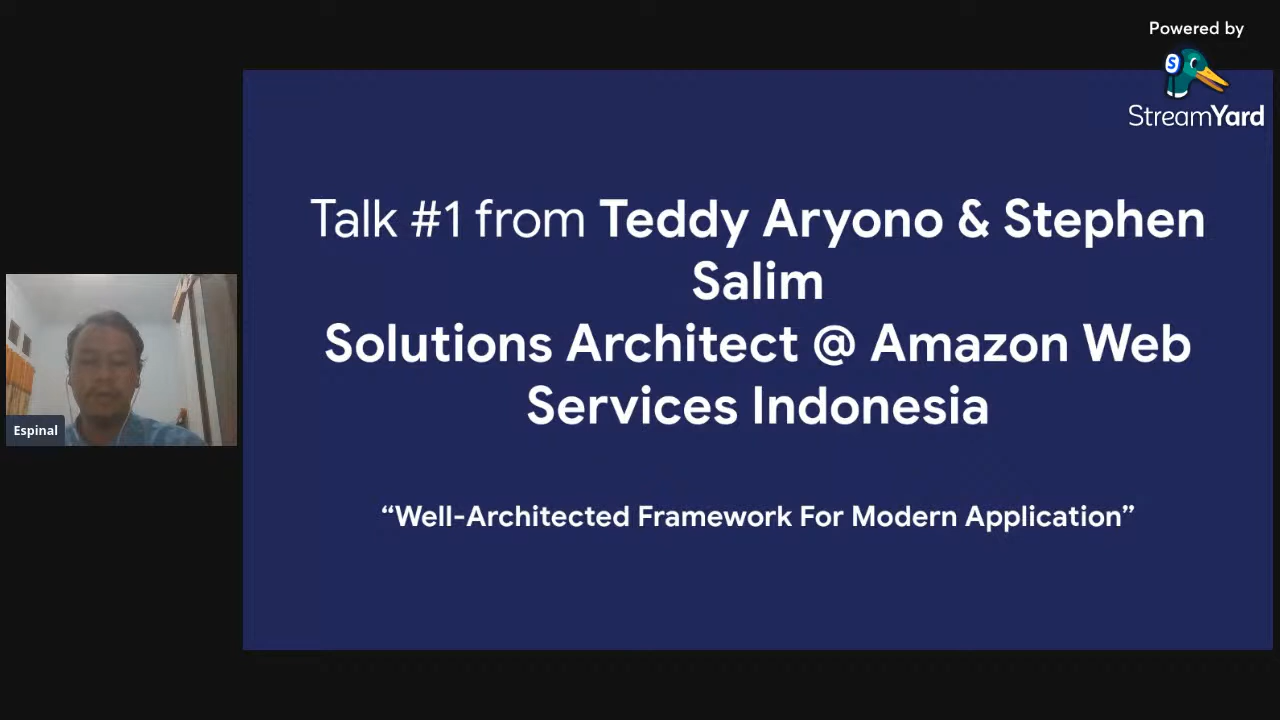 Powered by
S
StreamYard
Talk #1 from Teddy Aryono & Stephen
Salim
Solutions Architect @ Amazon Web
Services Indonesia
“Well-Architected Framework For Modern Application”
Espinal